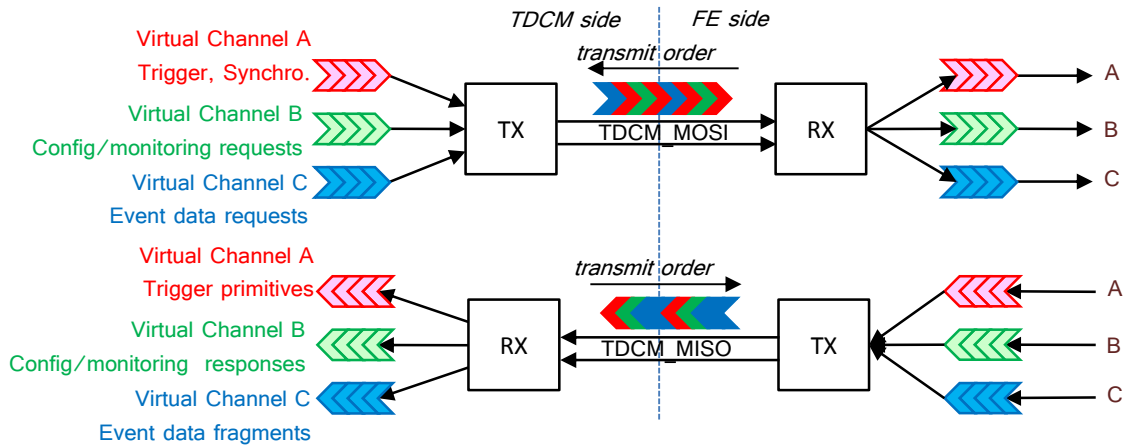 TDCM side
FE side
Virtual Channel A
Trigger, Synchro.
transmit order
A
Virtual Channel B
Config/monitoring requests
TX
TDCM_MOSI
RX
B
Virtual Channel C
Event data requests
C
Virtual Channel A
Trigger primitives
transmit order
A
Virtual Channel B
Config/monitoring responses
RX
TDCM_MISO
TX
B
Virtual Channel C
Event data fragments
C